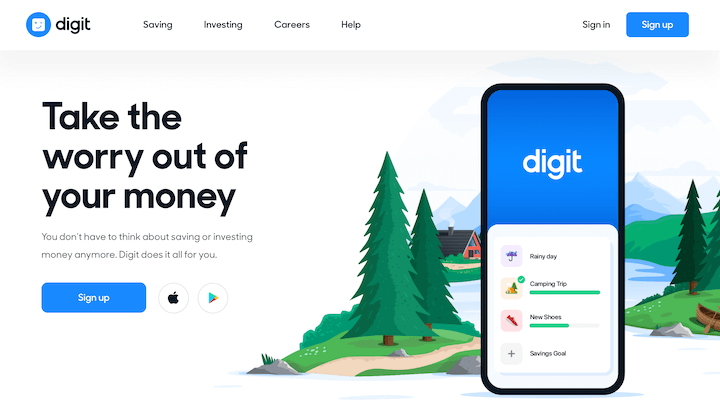 digit
Saving
Investing
Careers
Help
Sign in
Sign up
Take the
worry out of
your money
You don't have to think about saving or investing
money anymore. Digit does it all for you.
Sign up
digit
Rainy day
Camping Trip
New Shoes
Savings Goal